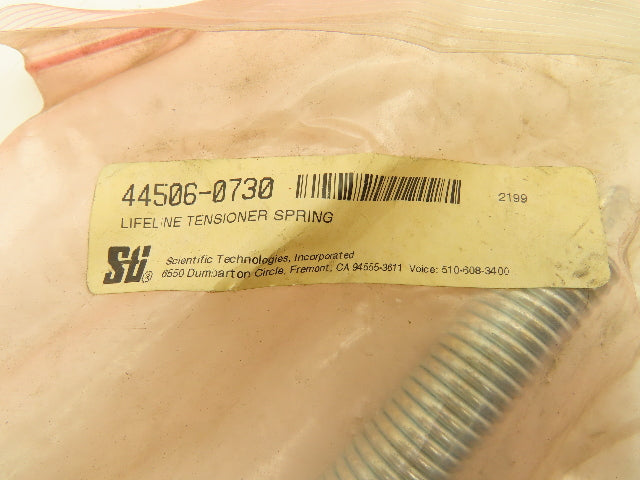 44506-0730
2199
LIFELINE TENSIONER SPRING
Sti®
Scientific Technologies, Incorporated
6550 Dumbarton Circle, Fremont, CA 94555-3611 Voice: 510-608-3400